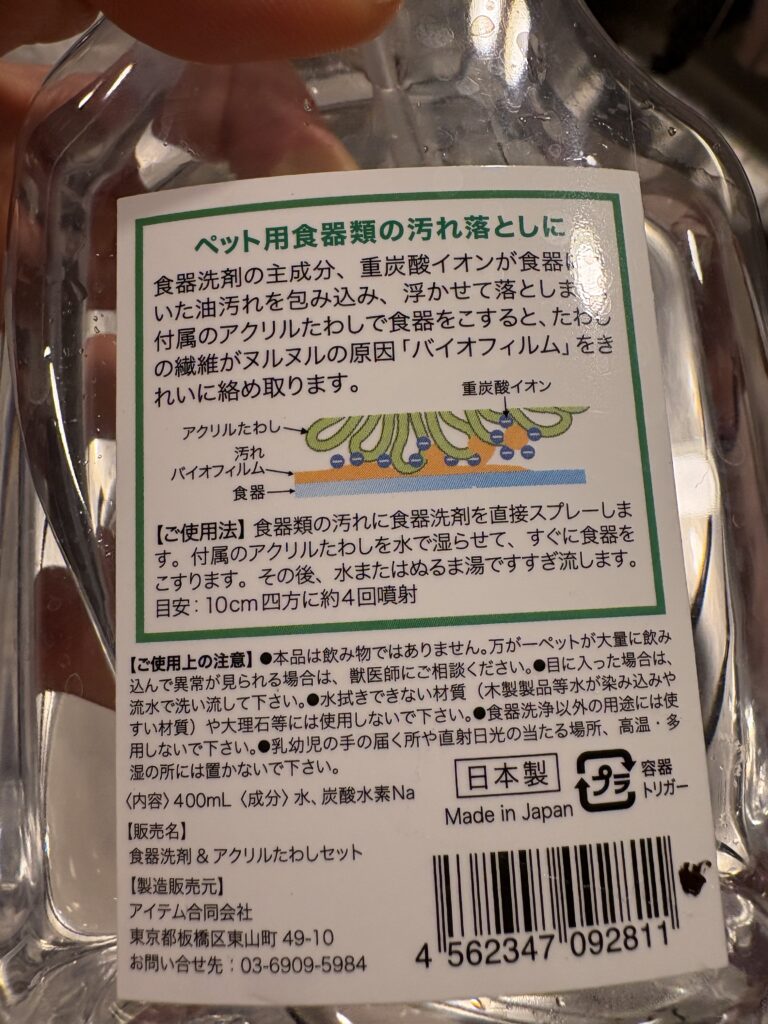 ペット用食器類の汚れ落としに
食器洗剤の主成分、重炭酸イオンが食器に
いた油汚れを包み込み、浮かせて落としま
付属のアクリルたわしで食器をこすると、たわし
の繊維がヌルヌルの原因「バイオフィルム」をき
れいに絡め取ります。
重炭酸イオン
アクリルたわし
汚れ
バイオフィルム
食器
【ご使用法】食器類の汚れに食器洗剤を直接スプレーしま
す。付属のアクリルたわしを水で湿らせて、すぐに食器を
こすります。その後、水またはぬるま湯ですすぎ流します。
目安：10cm四方に約4回噴射
【ご使用上の注意】●本品は飲み物ではありません。万が一ペットが大量に飲み
込んで異常が見られる場合は、獣医師にご相談ください。●目に入った場合は、
流水で洗い流して下さい。●水拭きできない材質（木製製品等水が染み込みや
すい材質）や大理石等には使用しないで下さい。●食器洗浄以外の用途には使
用しないで下さい。●乳幼児の手の届く所や直射日光の当たる場所、高温・多
湿の所には置かないで下さい。
〈内容〉400mL〈成分〉水、炭酸水素Na
【販売名】
食器洗剤 & アクリルたわしセット
【製造販売元】
アイテム合同会社
東京都板橋区東山町 49-10
お問い合せ先：03-6909-5984
日本製
Made in Japan
プラ
容器
トリガー
4 562347 092811